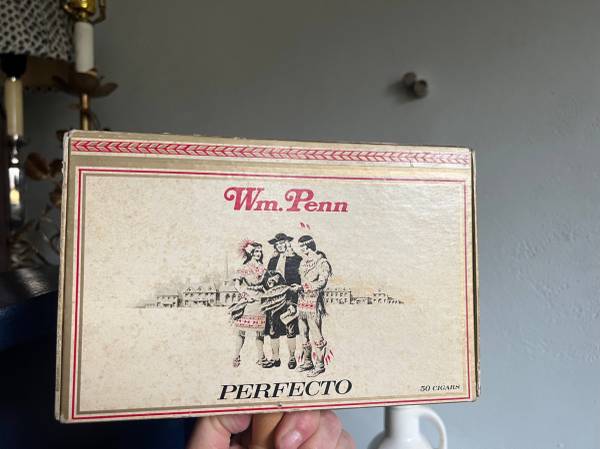 Wm. Penn
PERFECTO
50 CIGARS